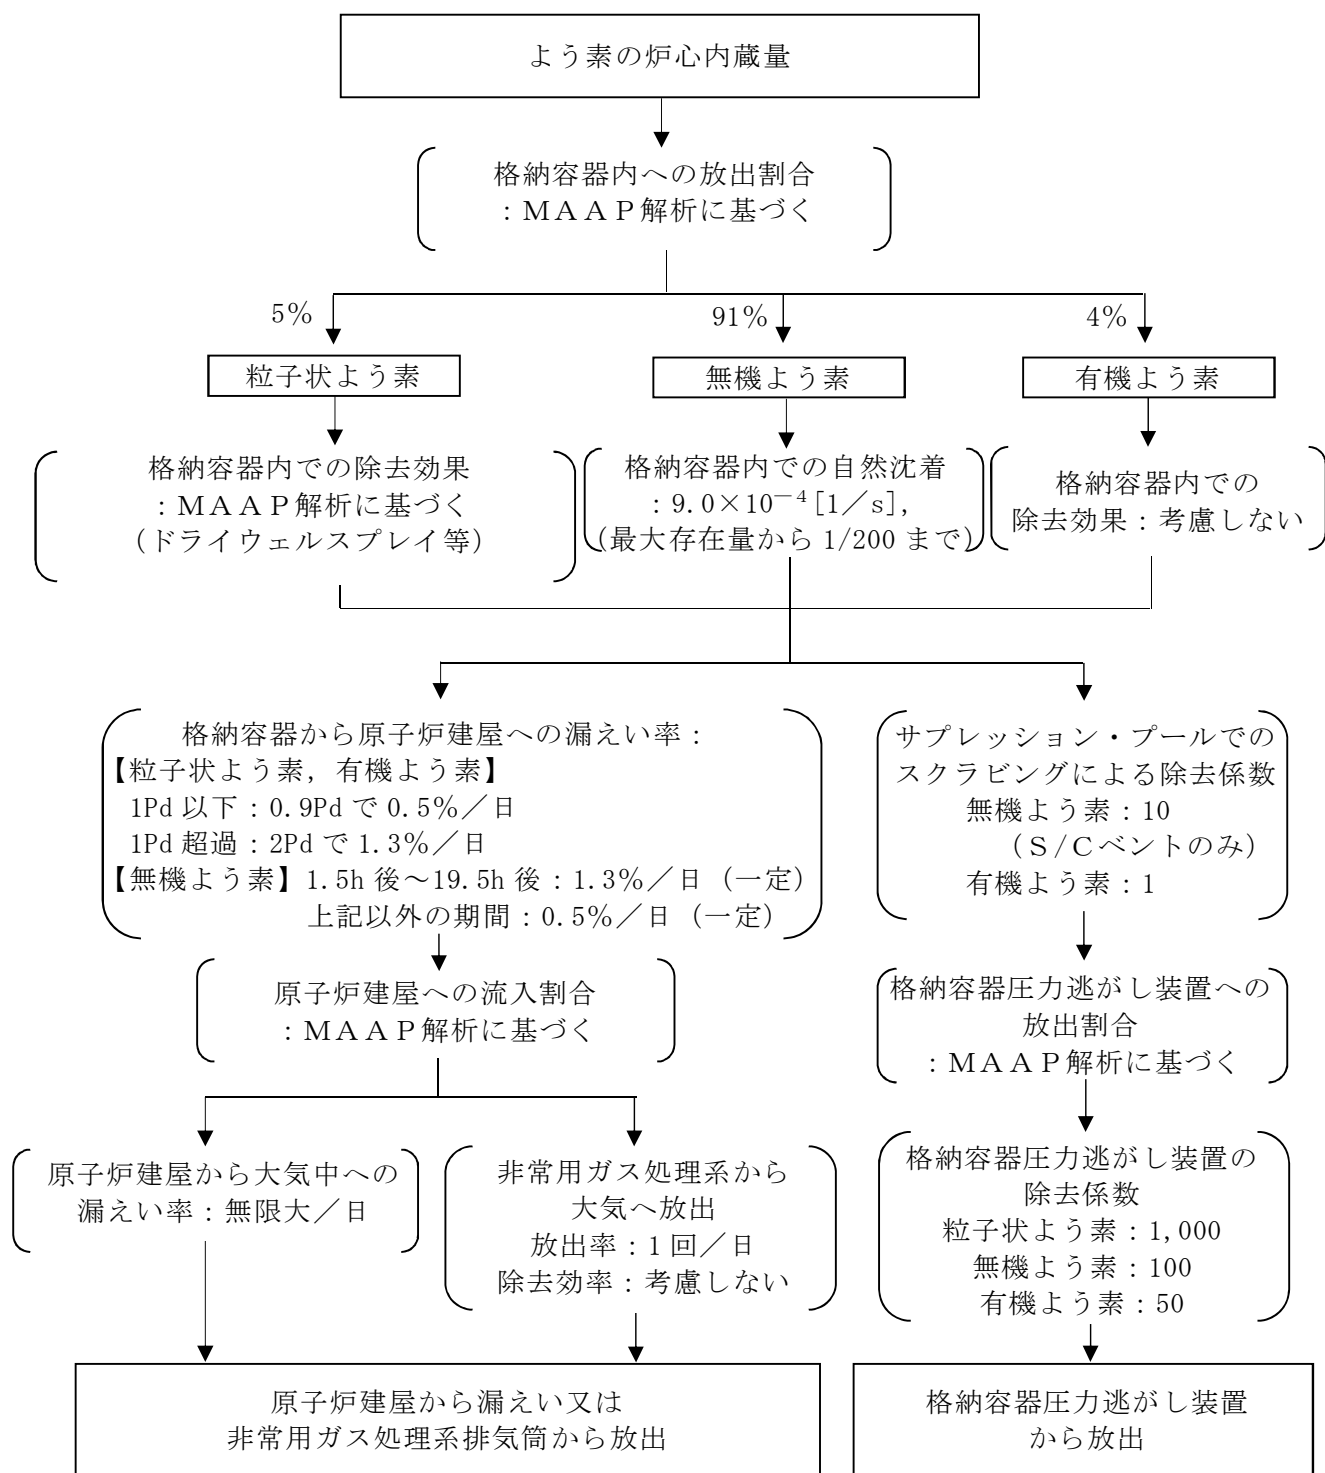 よう素の炉心内蔵量
格納容器内への放出割合
：ＭＡＡＰ解析に基づく
5%
91%
4%
粒子状よう素
無機よう素
有機よう素
格納容器内での除去効果
：ＭＡＡＰ解析に基づく
（ドライウェルスプレイ等）
格納容器内での自然沈着
：9.0×10⁻⁴[1／s],
（最大存在量から 1/200 まで）
格納容器内での
除去効果：考慮しない
格納容器から原子炉建屋への漏えい率：
【粒子状よう素，有機よう素】
1Pd 以下：0.9Pd で 0.5%／日
1Pd 超過：2Pd で 1.3%／日
【無機よう素】1.5h 後～19.5h 後：1.3%／日（一定）
上記以外の期間：0.5%／日（一定）
サプレッション・プールでの
スクラビングによる除去係数
無機よう素：10
（Ｓ/Ｃベントのみ）
有機よう素：1
原子炉建屋への流入割合
：ＭＡＡＰ解析に基づく
格納容器圧力逃がし装置への
放出割合
：ＭＡＡＰ解析に基づく
原子炉建屋から大気中への
漏えい率：無限大／日
非常用ガス処理系から
大気へ放出
放出率：1 回／日
除去効率：考慮しない
格納容器圧力逃がし装置の
除去係数
粒子状よう素：1,000
無機よう素：100
有機よう素：50
原子炉建屋から漏えい又は
非常用ガス処理系排気筒から放出
格納容器圧力逃がし装置
から放出